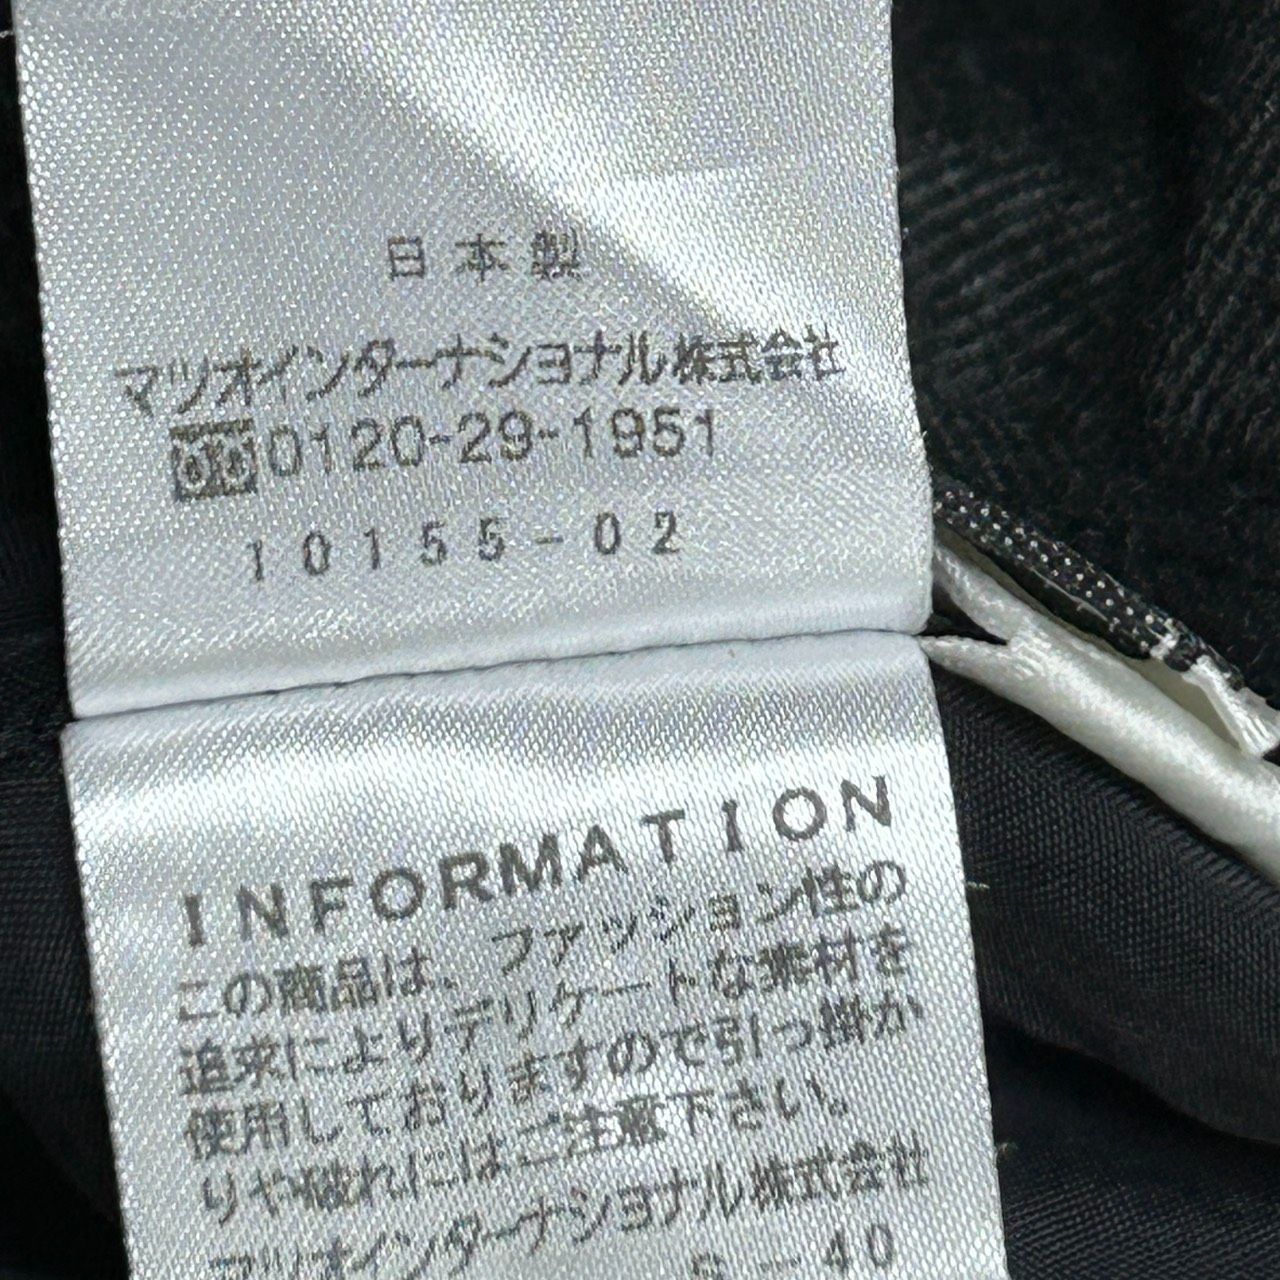 日本製
マツオインターナショナル株式会社
0120-29-1951
10155-02
INFORMATION
この商品は、ファッション性の
追求によりデリケートな素材を
使用しておりますので引っ掛か
りや破れにはご注意下さい。
マツオインターナショナル株式会社
S-40